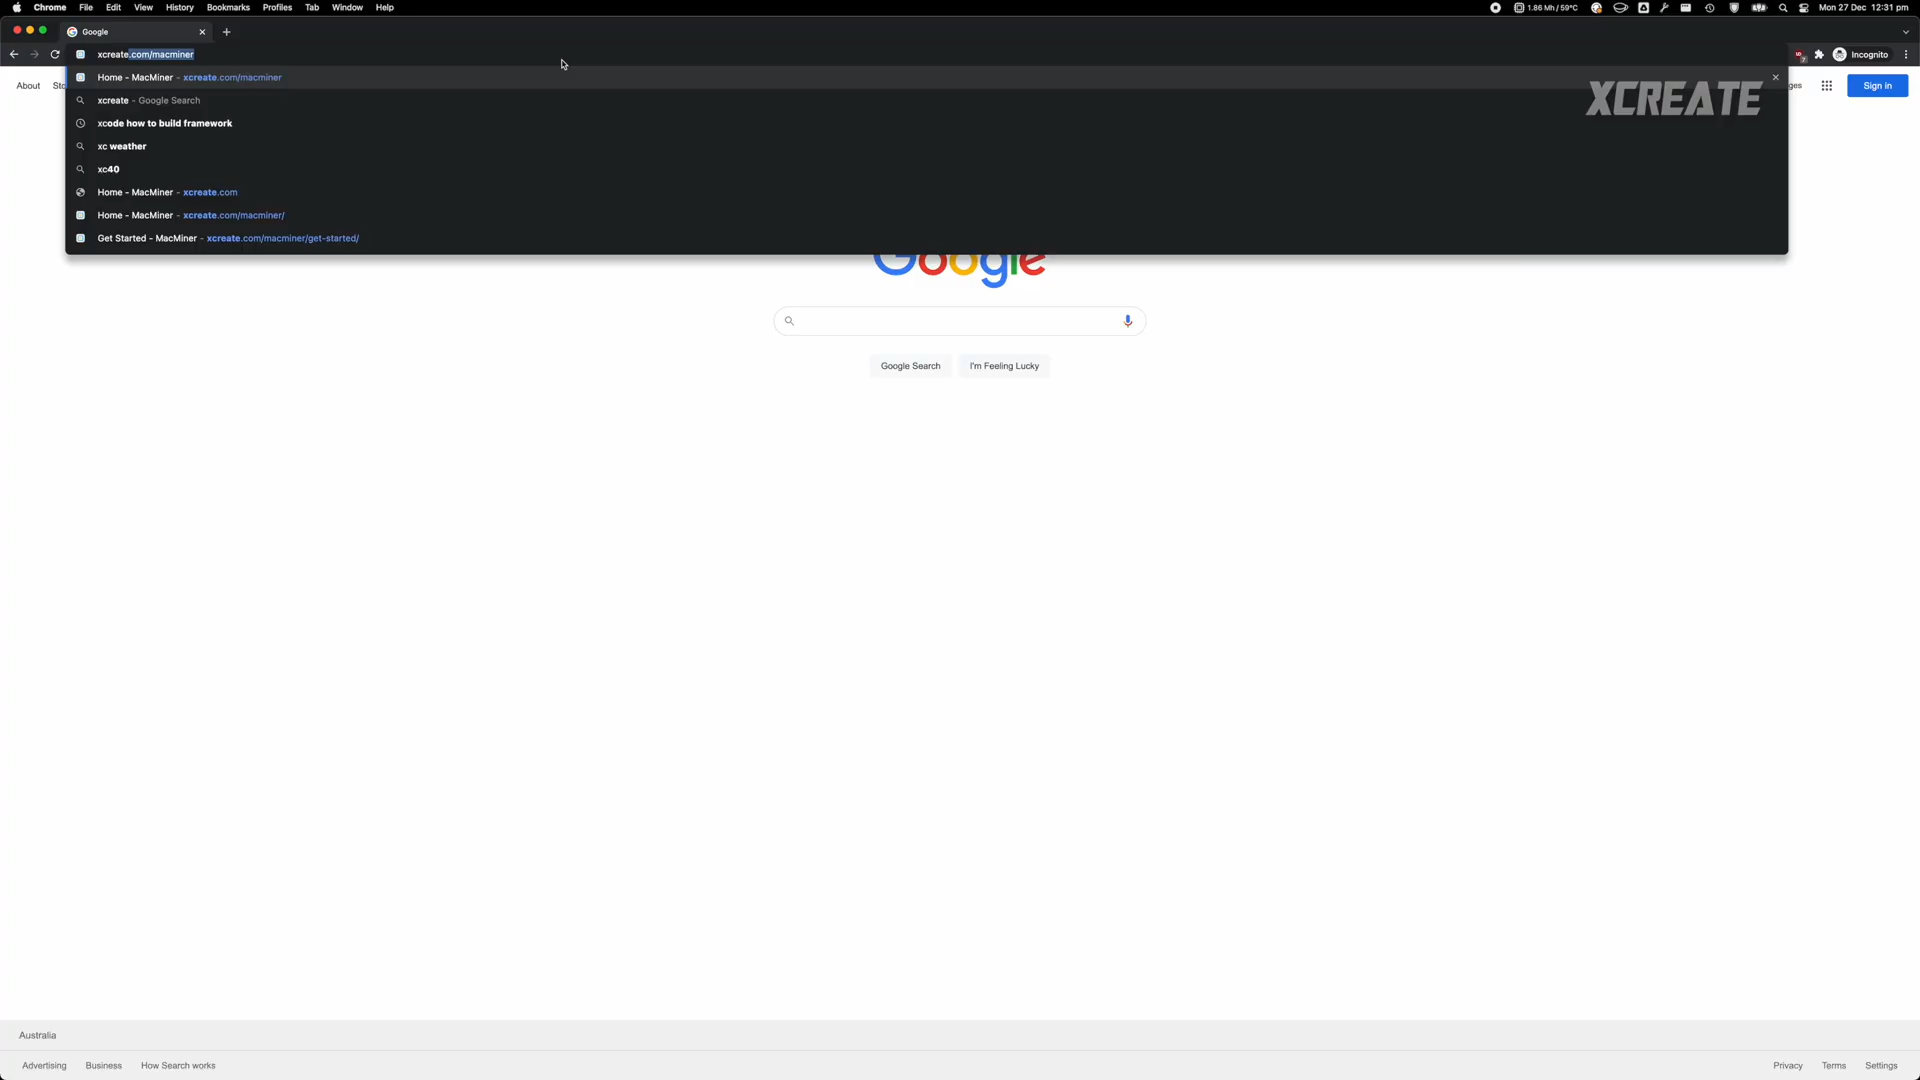 Chrome File Edit View History Bookmarks Profiles Tab Window Help 1.86 Mh / 59°C Mon 27 Dec 12:31 pm
Google
xcreate.com/macminer Incognito
Home - MacMiner - xcreate.com/macminer
About Sto ges Sign in
XCREATE
xcreate - Google Search
xcode how to build framework
xc weather
xc40
Home - MacMiner - xcreate.com
Home - MacMiner - xcreate.com/macminer/
Get Started - MacMiner - xcreate.com/macminer/get-started/
Google
Google Search I'm Feeling Lucky
Australia
Advertising Business How Search works Privacy Terms Settings